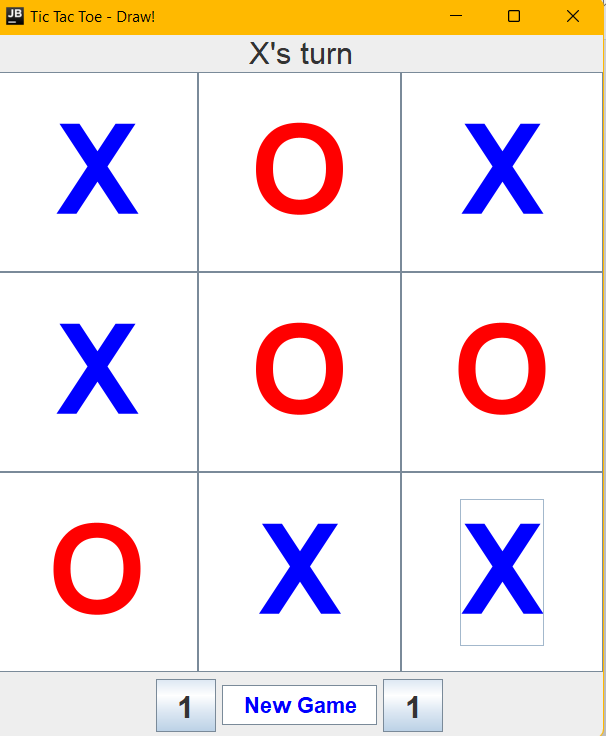 JB Tic Tac Toe - Draw!
X's turn
X O X
X O O
O X X
1 New Game 1